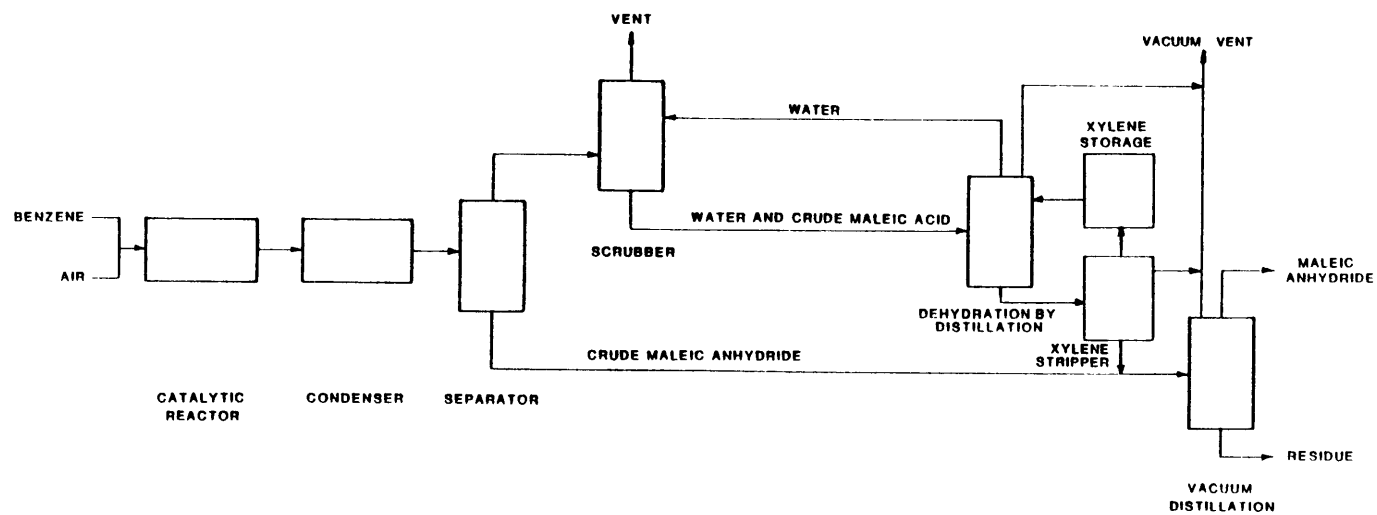 VENT
VACUUM VENT
WATER
XYLENE
STORAGE
BENZENE
AIR
WATER AND CRUDE MALEIC ACID
SCRUBBER
MALEIC
ANHYDRIDE
DEHYDRATION BY
DISTILLATION
XYLENE
STRIPPER
CRUDE MALEIC ANHYDRIDE
CATALYTIC
REACTOR
CONDENSER
SEPARATOR
RESIDUE
VACUUM
DISTILLATION